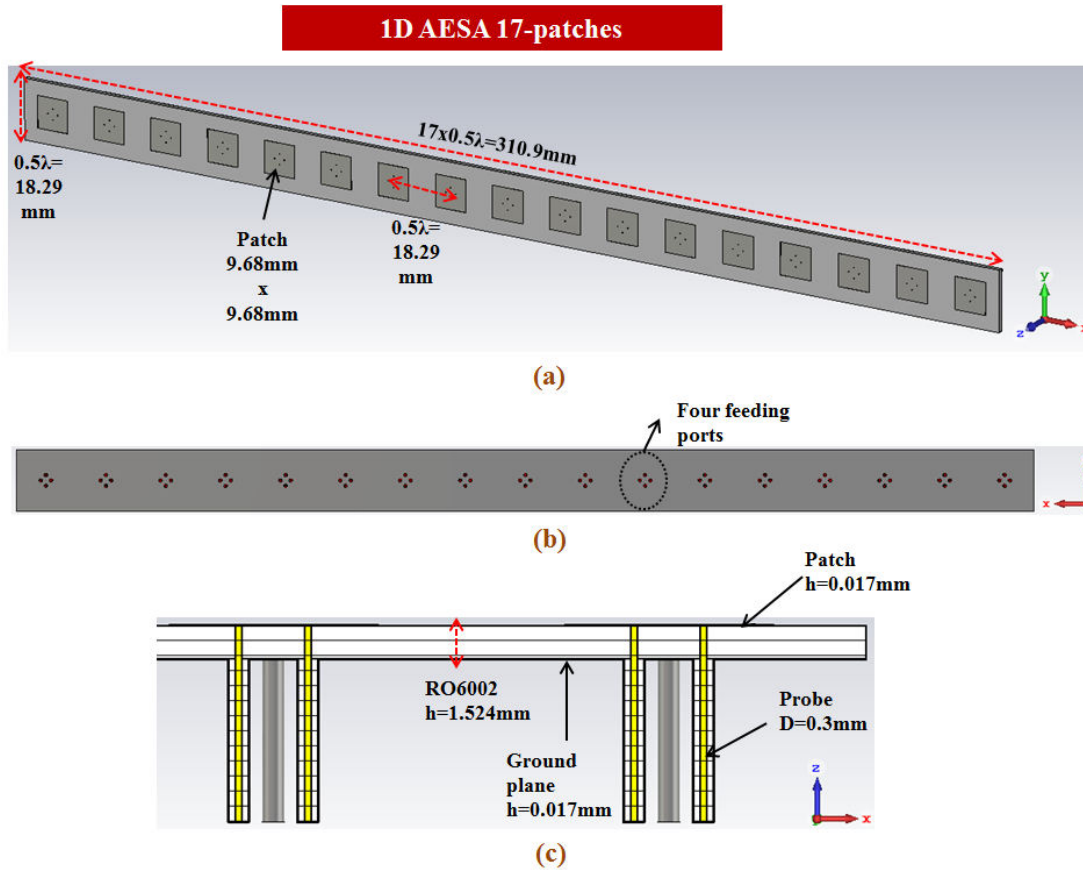 1D AESA 17-patches
17x0.5λ=310.9mm
0.5λ=
18.29
mm
Patch
9.68mm
x
9.68mm
0.5λ=
18.29
mm
y
z
x
(a)
Four feeding
ports
x
(b)
Patch
h=0.017mm
RO6002
h=1.524mm
Probe
D=0.3mm
Ground
plane
h=0.017mm
z
y
x
(c)